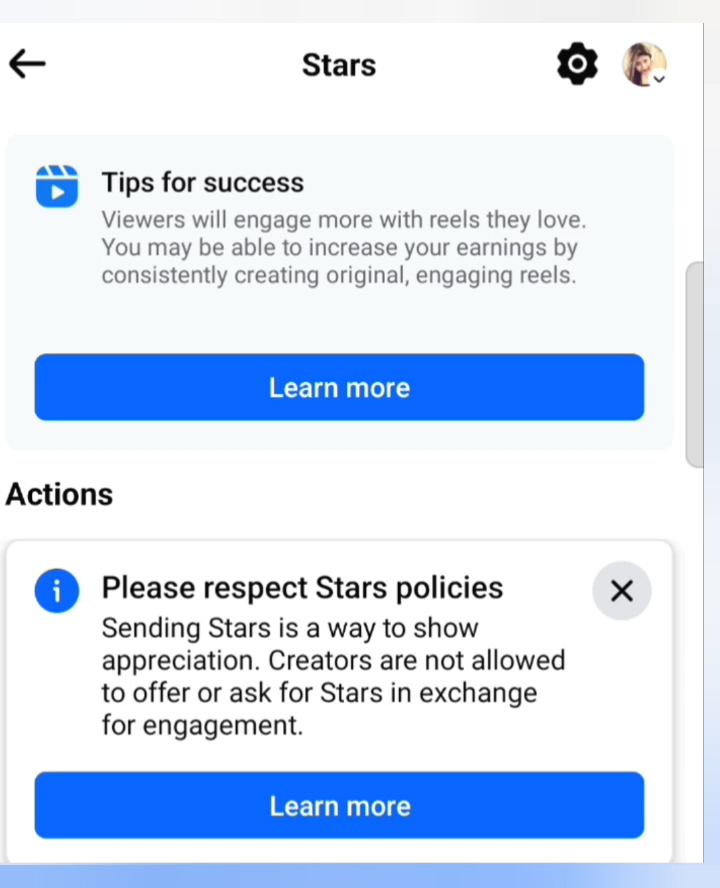 Stars
Tips for success
Viewers will engage more with reels they love.
You may be able to increase your earnings by
consistently creating original, engaging reels.
Learn more
Actions
Please respect Stars policies
Sending Stars is a way to show
appreciation. Creators are not allowed
to offer or ask for Stars in exchange
for engagement.
Learn more